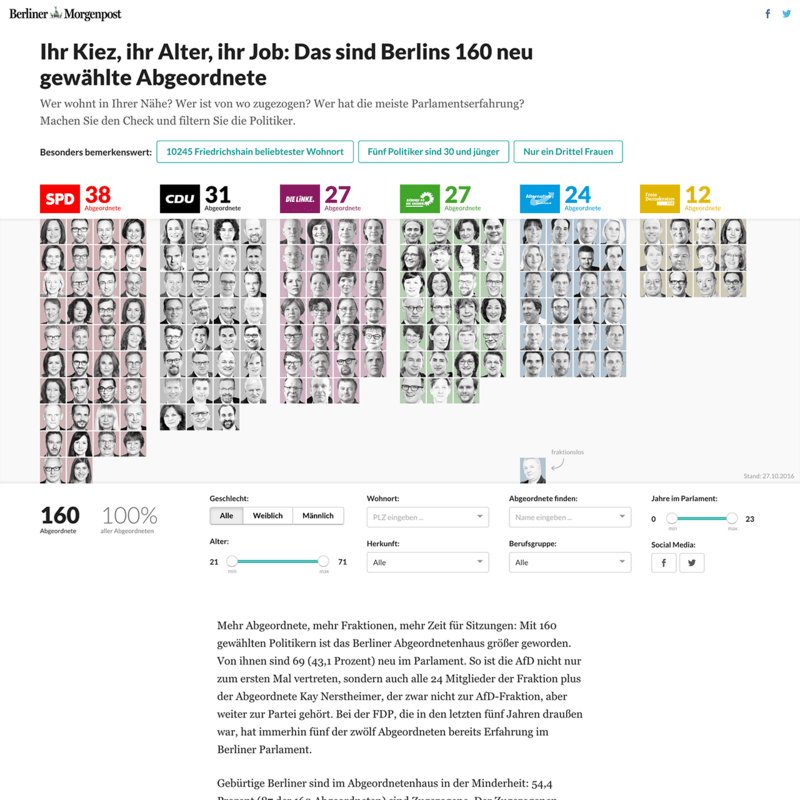 Berliner Morgenpost
Ihr Kiez, ihr Alter, ihr Job: Das sind Berlins 160 neu
gewählte Abgeordnete
Wer wohnt in Ihrer Nähe? Wer ist von wo zugezogen? Wer hat die meiste Parlamentserfahrung?
Machen Sie den Check und filtern Sie die Politiker.
Besonders bemerkenswert: 10245 Friedrichshain beliebtester Wohnort Fünf Politiker sind 30 und jünger Nur ein Drittel Frauen
SPD 38 Abgeordnete
CDU 31 Abgeordnete
DIE LINKE. 27 Abgeordnete
27 Abgeordnete
24 Abgeordnete
12 Abgeordnete
fraktionslos
Stand: 27.10.2016
160 Abgeordnete
100% aller Abgeordneten
Geschlecht:
Alle Weiblich Männlich
Alter:
21 71
min max
Wohnort:
PLZ eingeben ...
Herkunft:
Alle
Abgeordnete finden:
Name eingeben ...
Berufsgruppe:
Alle
Jahre im Parlament:
0 23
min max
Social Media:
Mehr Abgeordnete, mehr Fraktionen, mehr Zeit für Sitzungen: Mit 160
gewählten Politikern ist das Berliner Abgeordnetenhaus größer geworden.
Von ihnen sind 69 (43,1 Prozent) neu im Parlament. So ist die AfD nicht nur
zum ersten Mal vertreten, sondern auch alle 24 Mitglieder der Fraktion plus
der Abgeordnete Kay Nerstheimer, der zwar nicht zur AfD-Fraktion, aber
weiter zur Partei gehört. Bei der FDP, die in den letzten fünf Jahren draußen
war, hat immerhin fünf der zwölf Abgeordneten bereits Erfahrung im
Berliner Parlament.
Gebürtige Berliner sind im Abgeordnetenhaus in der Minderheit: 54,4
Prozent (87 der 160 Abgeordneten) sind Zugezogene. Der Zugezogenen